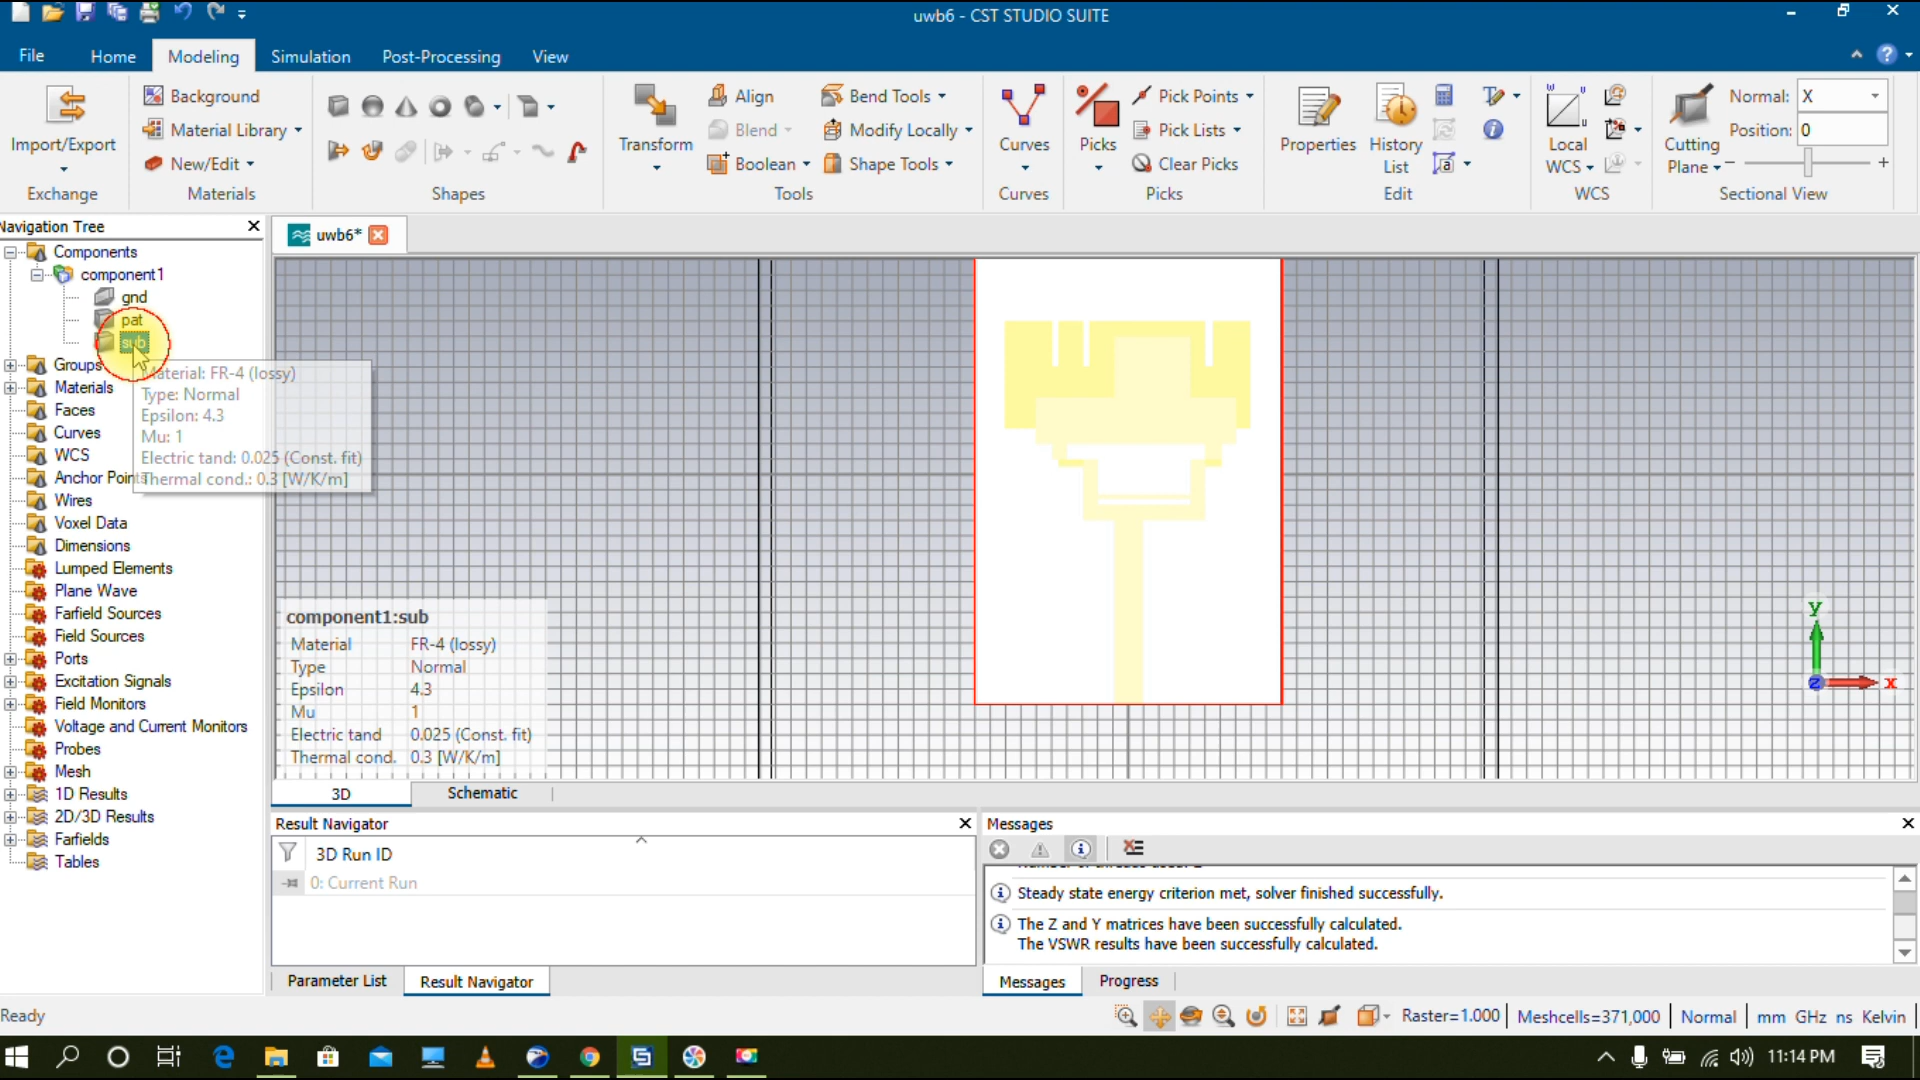 uwb6 - CST STUDIO SUITE
File Home Modeling Simulation Post-Processing View
Import/Export
Exchange
Background
Material Library
New/Edit
Materials
Shapes
Transform
Align
Blend
Boolean
Bend Tools
Modify Locally
Shape Tools
Tools
Curves
Curves
Picks
Pick Points
Pick Lists
Clear Picks
Picks
Properties
History
List
Edit
Local
WCS
WCS
Cutting
Plane
Normal: X
Position: 0
Sectional View
Navigation Tree
Components
component1
gnd
pat
sub
Groups
Materials
Faces
Curves
WCS
Anchor Point
Wires
Voxel Data
Dimensions
Lumped Elements
Plane Wave
Farfield Sources
Field Sources
Ports
Excitation Signals
Field Monitors
Voltage and Current Monitors
Probes
Mesh
1D Results
2D/3D Results
Farfields
Tables
Material: FR-4 (lossy)
Type: Normal
Epsilon: 4.3
Mu: 1
Electric tand: 0.025 (Const. fit)
Thermal cond.: 0.3 [W/K/m]
uwb6*
component1:sub
Material FR-4 (lossy)
Type Normal
Epsilon 4.3
Mu 1
Electric tand 0.025 (Const. fit)
Thermal cond. 0.3 [W/K/m]
y
z
x
3D Schematic
Result Navigator
3D Run ID
0: Current Run
Parameter List Result Navigator
Messages
Steady state energy criterion met, solver finished successfully.
The Z and Y matrices have been successfully calculated.
The VSWR results have been successfully calculated.
Messages Progress
Ready
Raster=1.000 Meshcells=371,000 Normal mm GHz ns Kelvin
11:14 PM